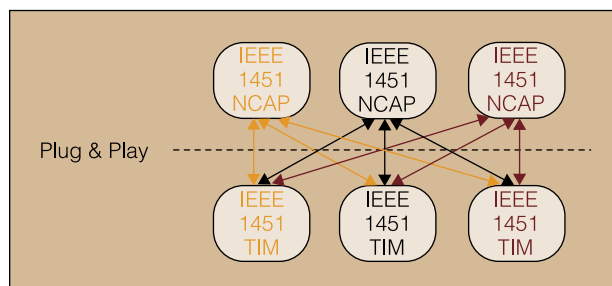 IEEE
1451
NCAP
IEEE
1451
NCAP
IEEE
1451
NCAP
Plug & Play
IEEE
1451
TIM
IEEE
1451
TIM
IEEE
1451
TIM